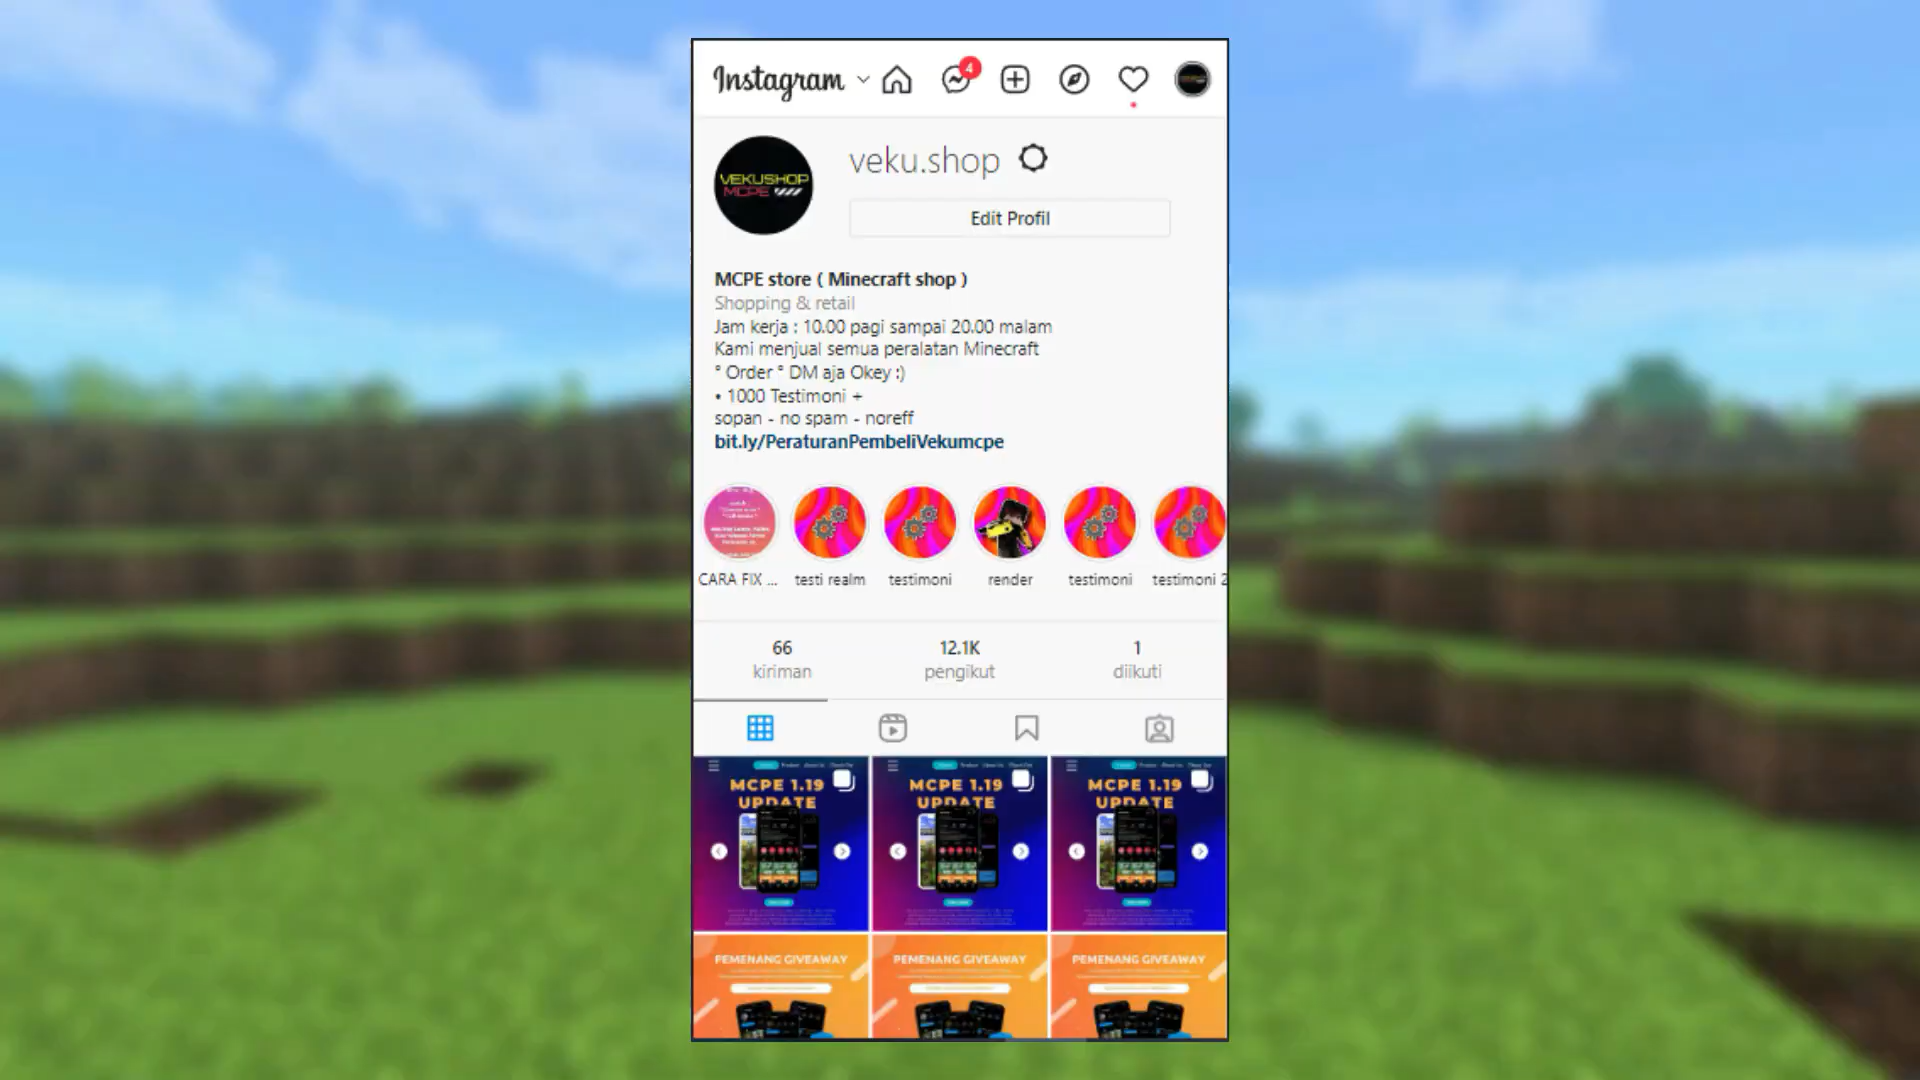 Instagram
4
veku.shop
VEKUSHOP
MCPE
Edit Profil
MCPE store ( Minecraft shop )
Shopping & retail
Jam kerja : 10.00 pagi sampai 20.00 malam
Kami menjual semua peralatan Minecraft
° Order ° DM aja Okey :)
• 1000 Testimoni +
sopan - no spam - noreff
bit.ly/PeraturanPembeliVekumcpe
CARA FIX ...
testi realm
testimoni
render
testimoni
testimoni 2
66
12.1K
1
kiriman
pengikut
diikuti
MCPE 1.19
UPDATE
MCPE 1.19
UPDATE
MCPE 1.19
UPDATE
PEMENANG GIVEAWAY
PEMENANG GIVEAWAY
PEMENANG GIVEAWAY